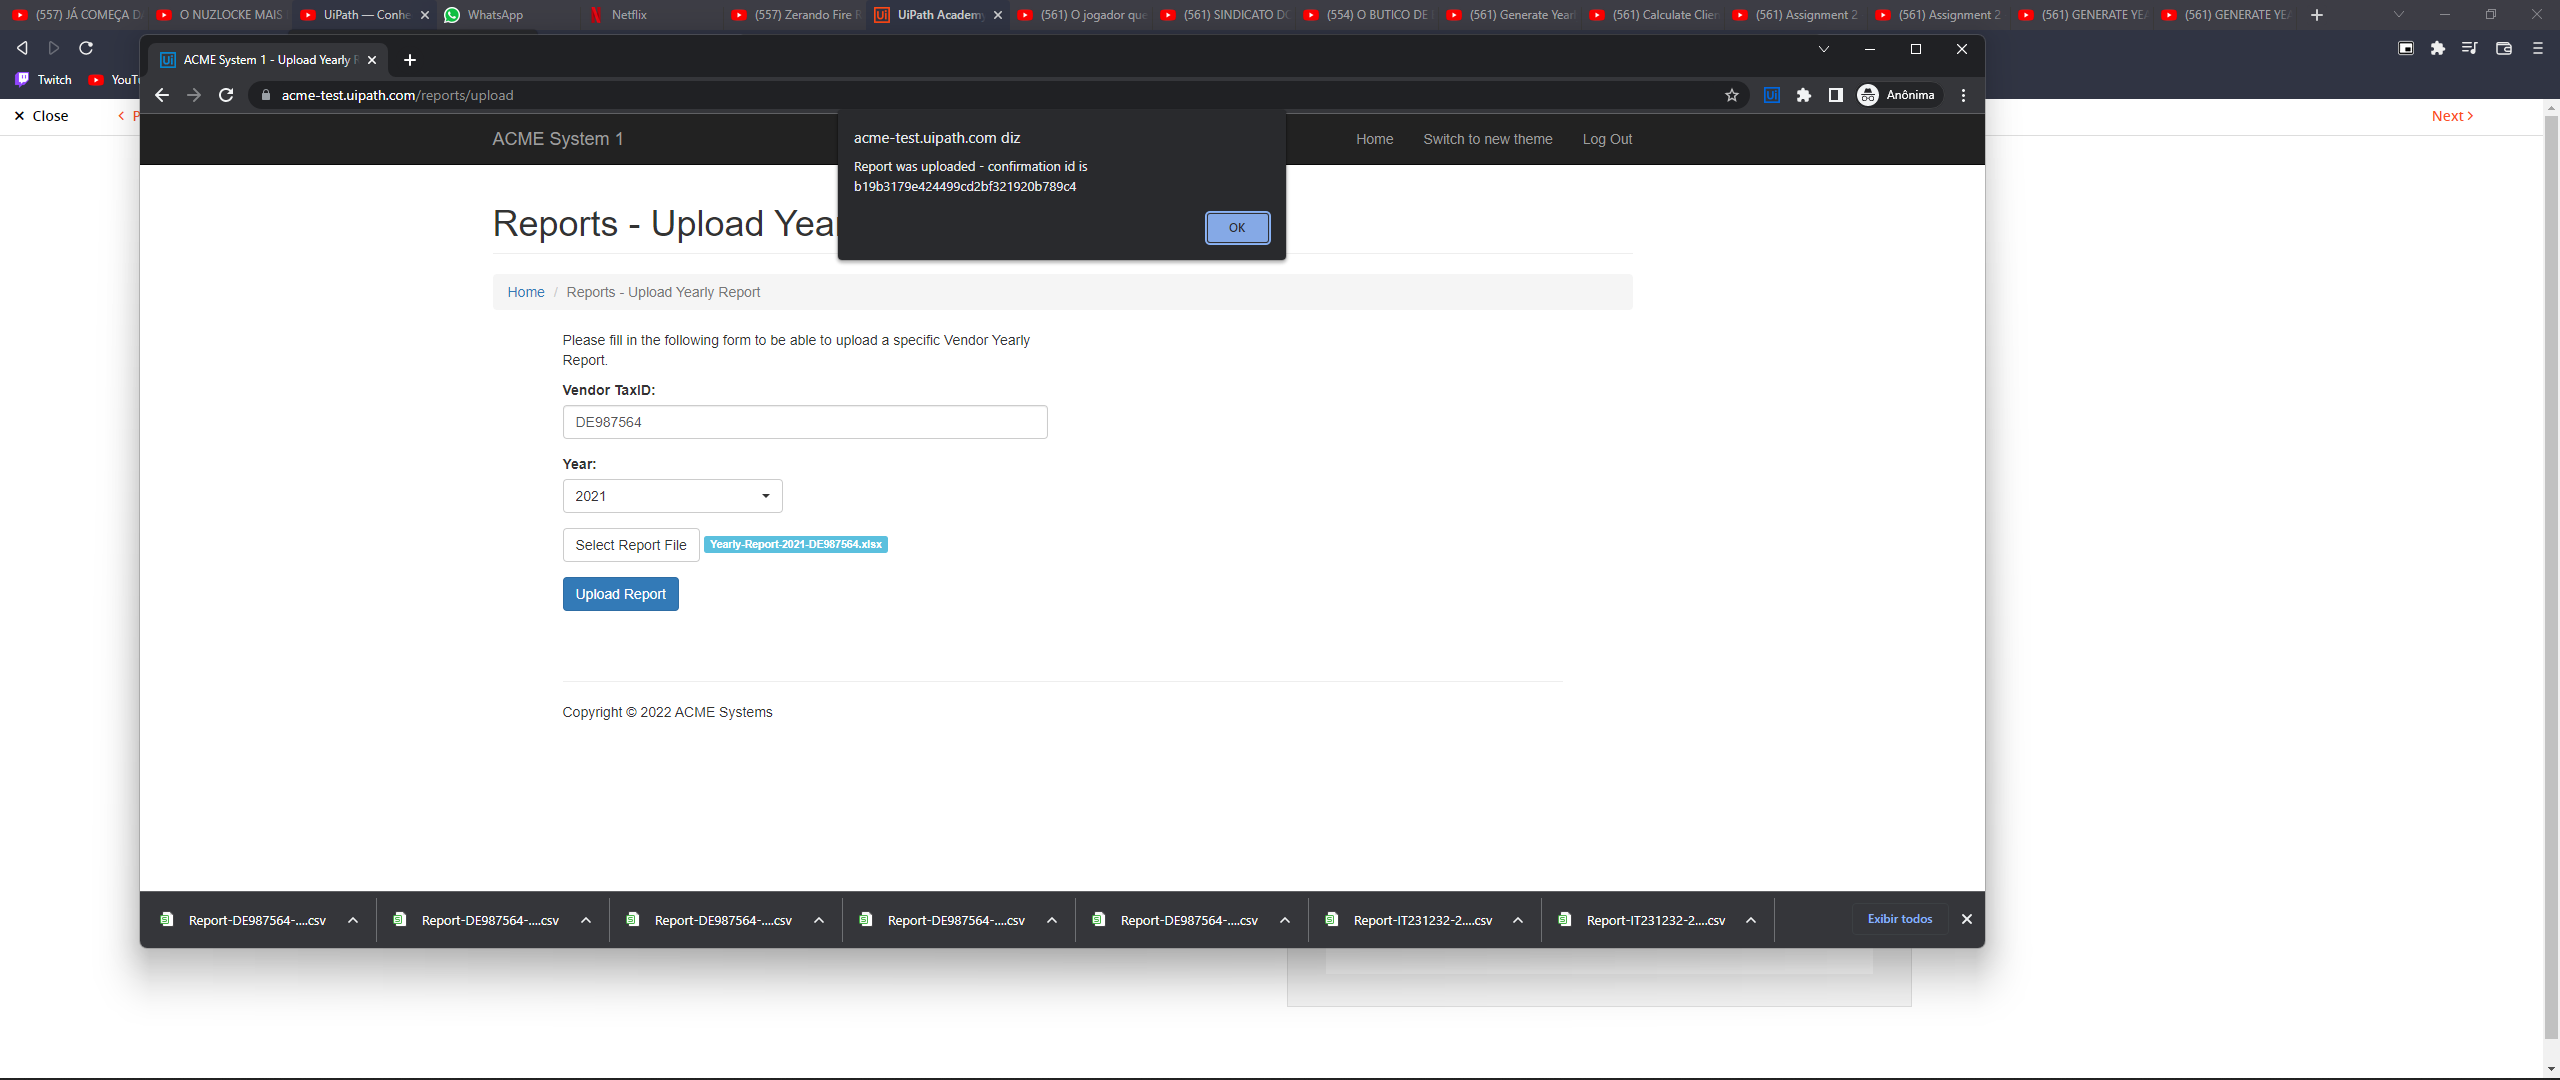 (557) JÁ COMEÇA D
O NUZLOCKE MAIS
UiPath — Conhe
WhatsApp
Netflix
(557) Zerando Fire R
UiPath Academy
(561) O jogador que
(561) SINDICATO DO
(554) O BUTICO DE
(561) Generate Yearl
(561) Calculate Clien
(561) Assignment 2
(561) Assignment 2
(561) GENERATE YEA
(561) GENERATE YEA
Twitch
YouTu
Close
Next
ACME System 1 - Upload Yearly R
acme-test.uipath.com/reports/upload
Anônima
ACME System 1
Home
Switch to new theme
Log Out
acme-test.uipath.com diz
Report was uploaded - confirmation id is
b19b3179e424499cd2bf321920b789c4
OK
Reports - Upload Year
Home / Reports - Upload Yearly Report
Please fill in the following form to be able to upload a specific Vendor Yearly
Report.
Vendor TaxID:
DE987564
Year:
2021
Select Report File
Yearly-Report-2021-DE987564.xlsx
Upload Report
Copyright © 2022 ACME Systems
Report-DE987564-....csv
Report-DE987564-....csv
Report-DE987564-....csv
Report-DE987564-....csv
Report-DE987564-....csv
Report-IT231232-2....csv
Report-IT231232-2....csv
Exibir todos